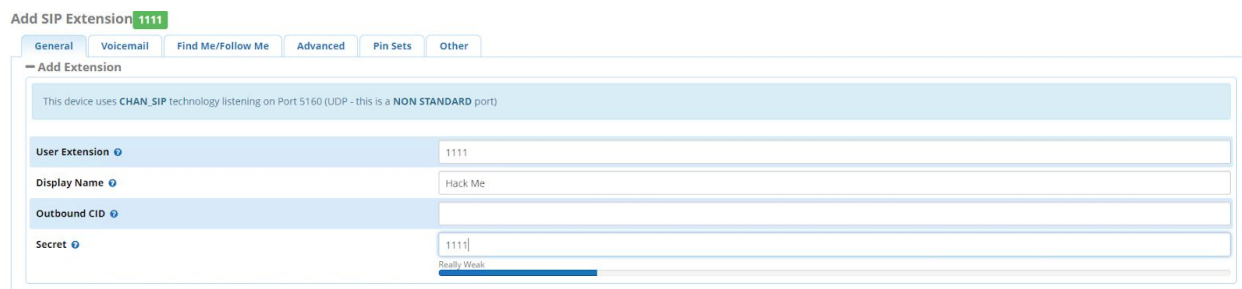 Add SIP Extension 1111
General Voicemail Find Me/Follow Me Advanced Pin Sets Other
Add Extension
This device uses CHAN_SIP technology listening on Port 5160 (UDP - this is a NON STANDARD port)
User Extension 1111
Display Name Hack Me
Outbound CID
Secret 1111
Really Weak